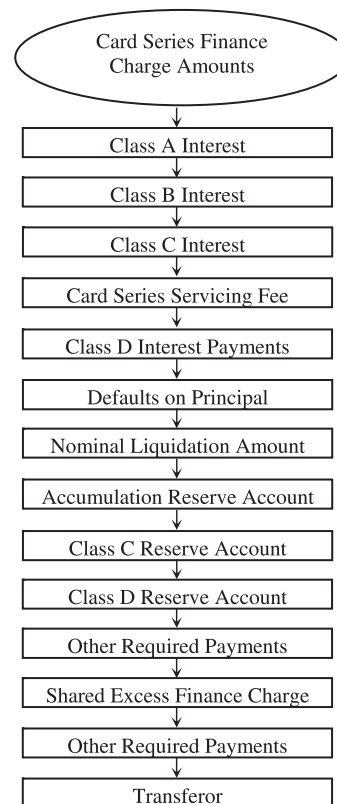 Card Series Finance
Charge Amounts
Class A Interest
Class B Interest
Class C Interest
Card Series Servicing Fee
Class D Interest Payments
Defaults on Principal
Nominal Liquidation Amount
Accumulation Reserve Account
Class C Reserve Account
Class D Reserve Account
Other Required Payments
Shared Excess Finance Charge
Other Required Payments
Transferor